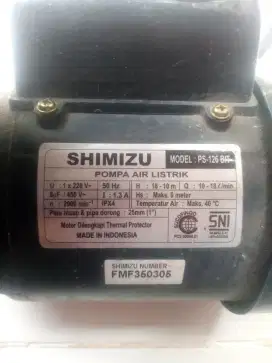 SHIMIZU
MODEL : PS-126 BIT
POMPA AIR LISTRIK
U : 1 x 220 V~ 50 Hz H : 18 - 10 m Q : 10 - 18 ℓ/min
450 V~ I : 1,3 A Hs : Maks. 9 meter
n : min⁻¹ IPX4 Temperatur Air : Maks. 40 °C
Pipa hisap & pipa dorong 25mm (1")
Motor Dilengkapi Thermal Protector
MADE IN INDONESIA
SNI
SHIMIZU NUMBER
FMF350305